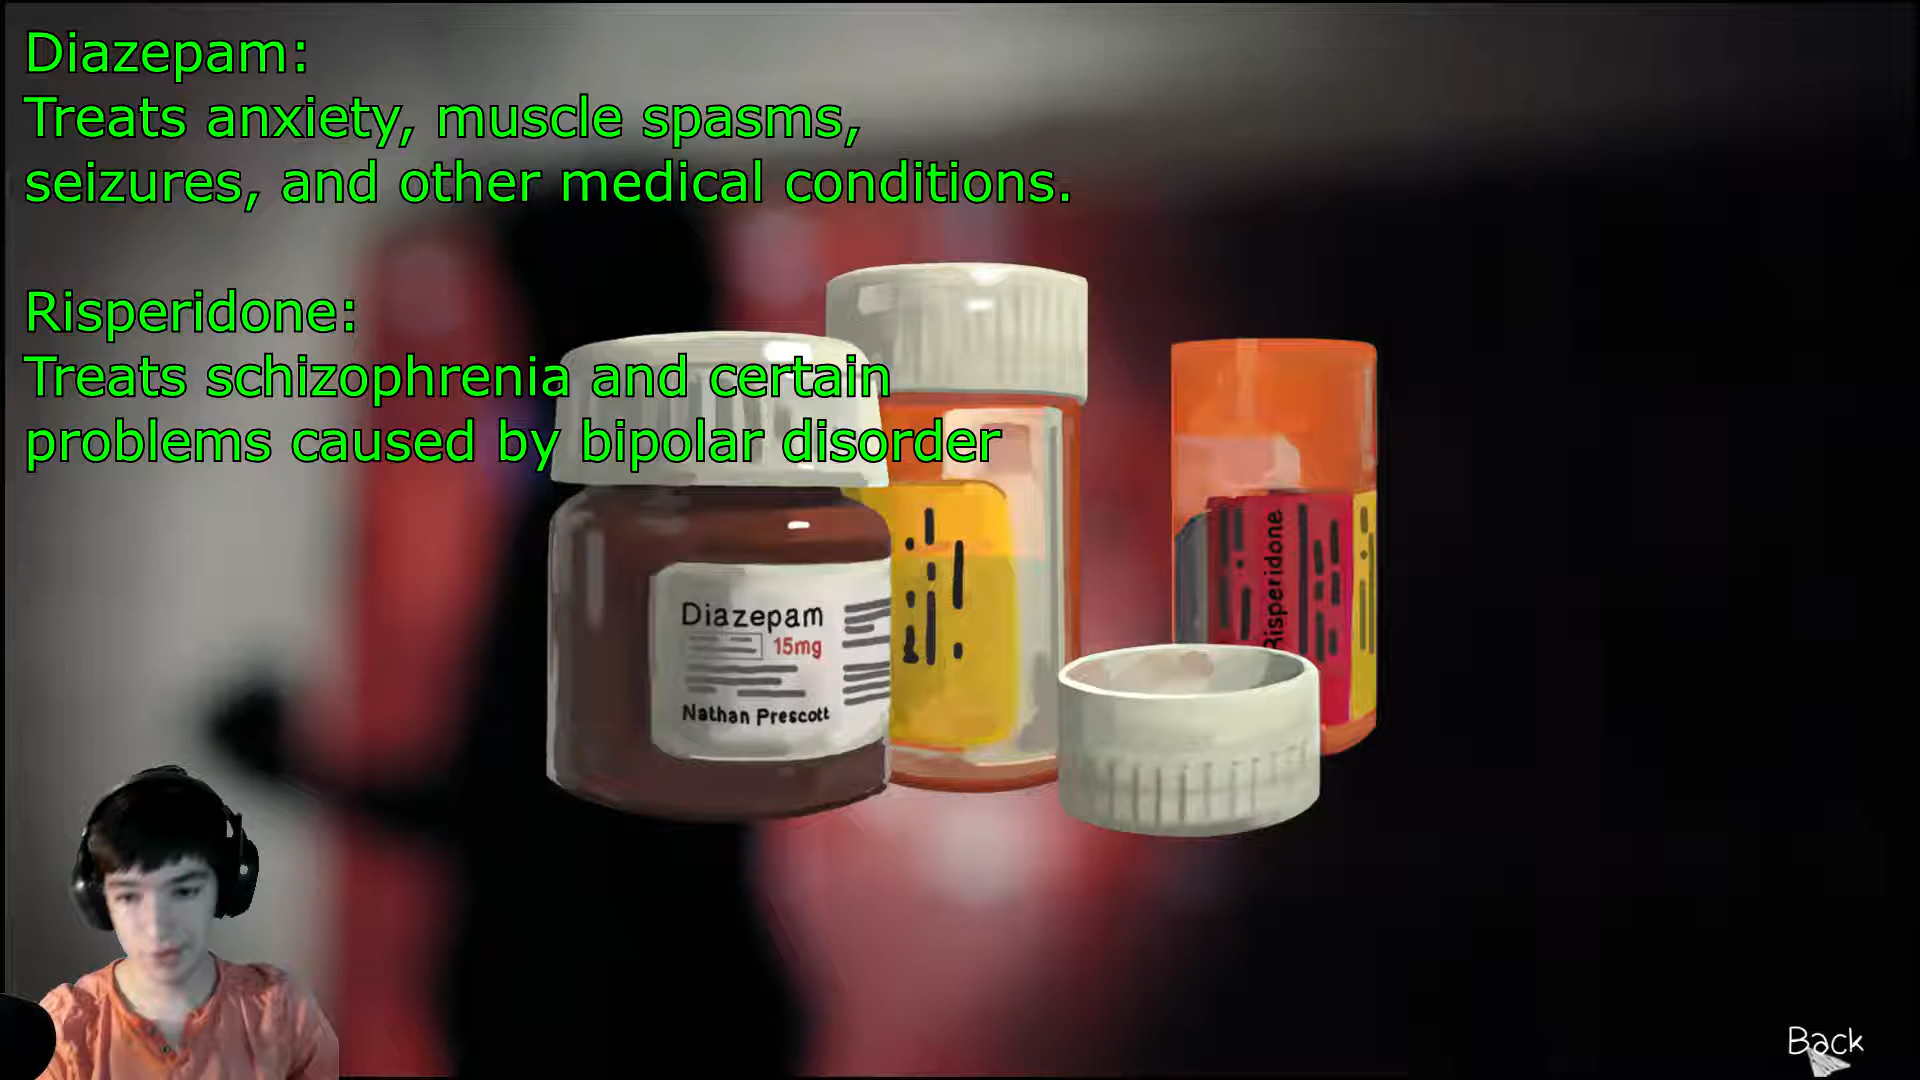 Diazepam:
Treats anxiety, muscle spasms,
seizures, and other medical conditions.
Risperidone:
Treats schizophrenia and certain
problems caused by bipolar disorder
Diazepam
15mg
Nathan Prescott
Risperidone
Back